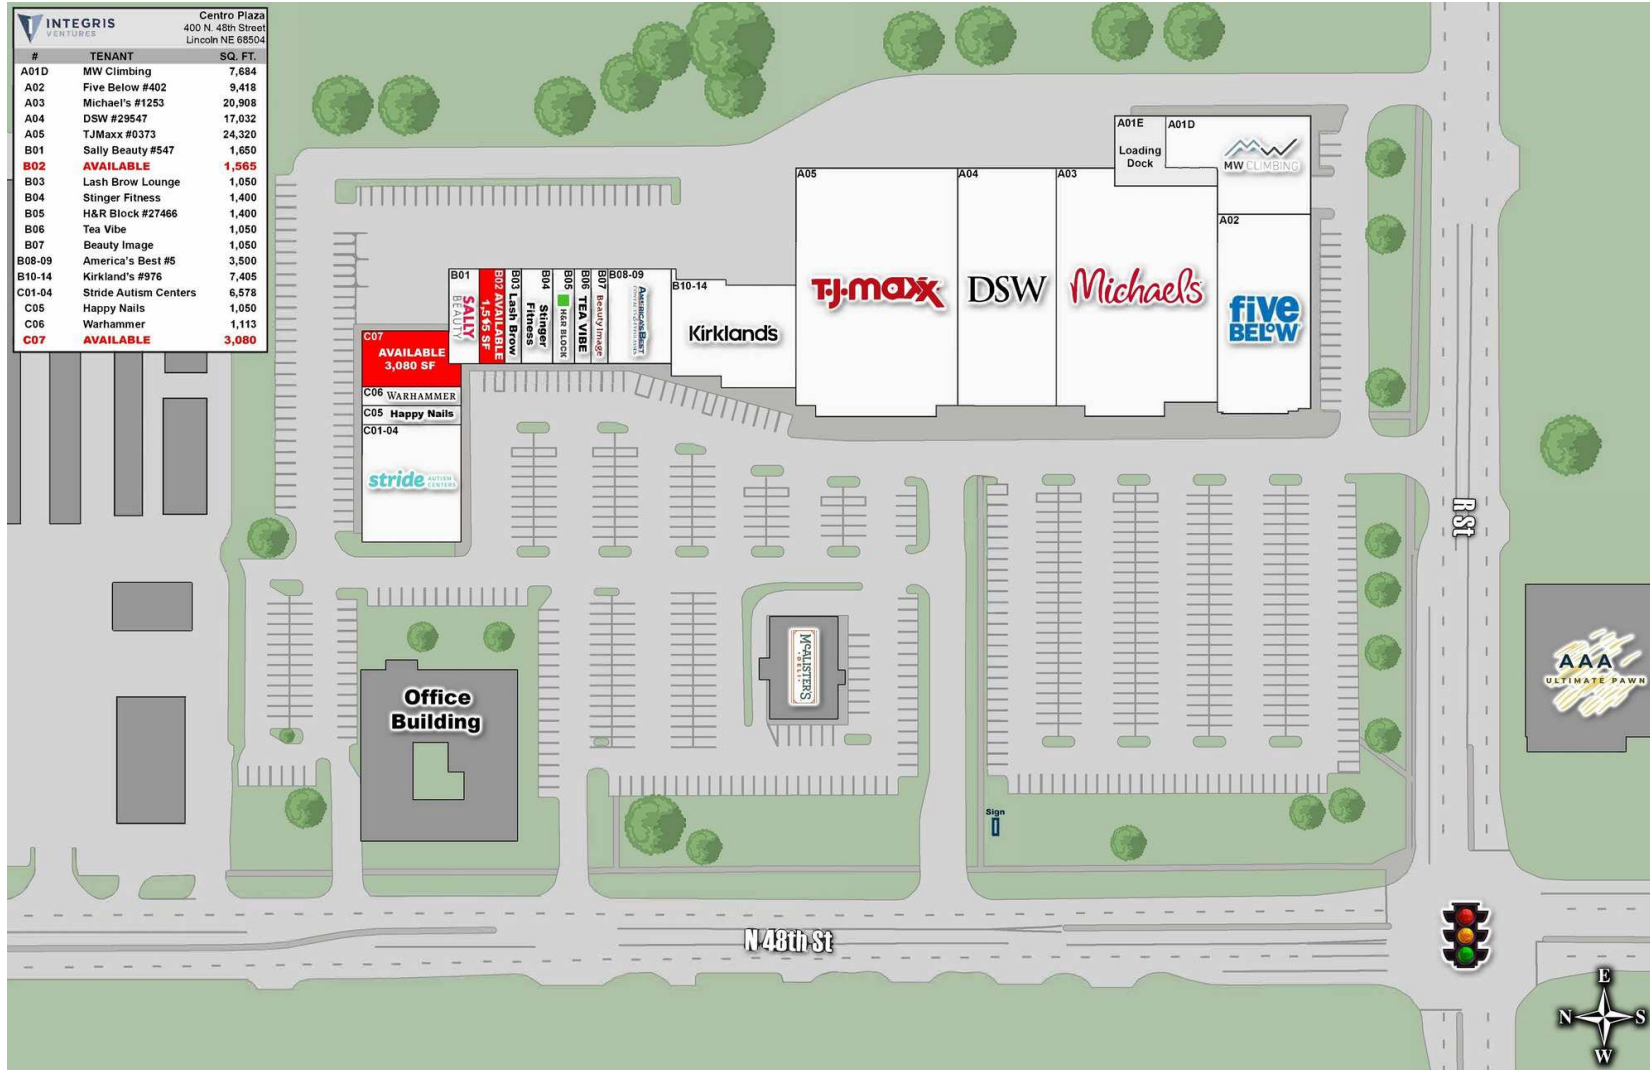 INTEGRIS
VENTURES
Centro Plaza
400 N. 48th Street
Lincoln NE 68504
# TENANT SQ. FT.
A01D MW Climbing 7,684
A02 Five Below #402 9,418
A03 Michael's #1253 20,908
A04 DSW #29547 17,032
A05 TJMaxx #0373 24,320
B01 Sally Beauty #547 1,650
B02 AVAILABLE 1,565
B03 Lash Brow Lounge 1,050
B04 Stinger Fitness 1,400
B05 H&R Block #27466 1,400
B06 Tea Vibe 1,050
B07 Beauty Image 1,050
B08-09 America's Best #5 3,500
B10-14 Kirkland's #976 7,405
C01-04 Stride Autism Centers 6,578
C05 Happy Nails 1,050
C06 Warhammer 1,113
C07 AVAILABLE 3,080
A01E
Loading
Dock
A01D
MW CLIMBING
A05
T.J.maxx
A04
DSW
A03
Michaels
A02
five
BELOW
B01
SALLY
BEAUTY
B02 AVAILABLE
1,515 SF
B03 Lash Brow
B04 Stinger
Fitness
B05 H&R BLOCK
B06 TEA VIBE
B07 Beauty Image
B08-09
AMERICA'S BEST
B10-14
Kirkland's
C07
AVAILABLE
3,080 SF
C06 WARHAMMER
C05 Happy Nails
C01-04
stride AUTISM
CENTERS
Office
Building
McALISTER'S
DELI
Sign
R St
AAA
ULTIMATE PAWN
N 48th St
E
N S
W